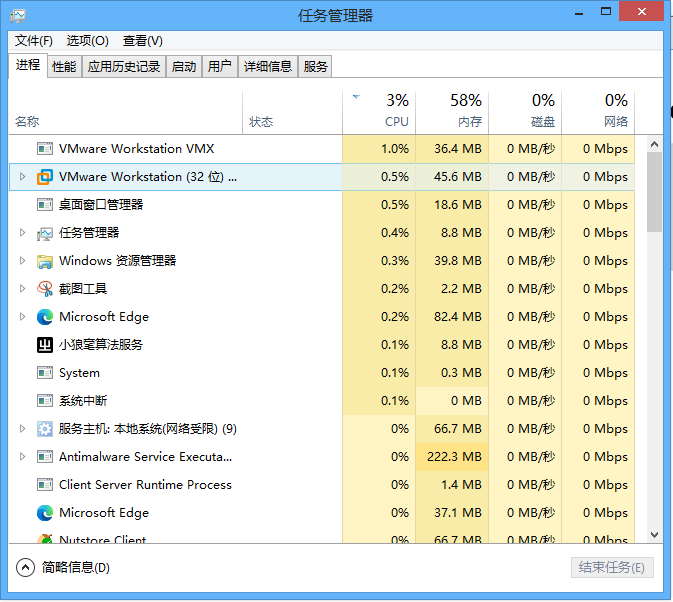 任务管理器
文件(F) 选项(O) 查看(V)
进程 性能 应用历史记录 启动 用户 详细信息 服务
3% 58% 0% 0%
名称 状态 CPU 内存 磁盘 网络
VMware Workstation VMX 1.0% 36.4 MB 0 MB/秒 0 Mbps
VMware Workstation (32 位) ... 0.5% 45.6 MB 0 MB/秒 0 Mbps
桌面窗口管理器 0.5% 18.6 MB 0 MB/秒 0 Mbps
任务管理器 0.4% 8.8 MB 0 MB/秒 0 Mbps
Windows 资源管理器 0.3% 39.8 MB 0 MB/秒 0 Mbps
截图工具 0.2% 2.2 MB 0 MB/秒 0 Mbps
Microsoft Edge 0.2% 82.4 MB 0 MB/秒 0 Mbps
小狼毫算法服务 0.1% 8.8 MB 0 MB/秒 0 Mbps
System 0.1% 0.3 MB 0 MB/秒 0 Mbps
系统中断 0.1% 0 MB 0 MB/秒 0 Mbps
服务主机: 本地系统(网络受限) (9) 0% 66.7 MB 0 MB/秒 0 Mbps
Antimalware Service Executa... 0% 222.3 MB 0 MB/秒 0 Mbps
Client Server Runtime Process 0% 1.4 MB 0 MB/秒 0 Mbps
Microsoft Edge 0% 37.1 MB 0 MB/秒 0 Mbps
Nutstore Client 0% 66.7 MB 0 MB/秒 0 Mbps
简略信息(D) 结束任务(E)